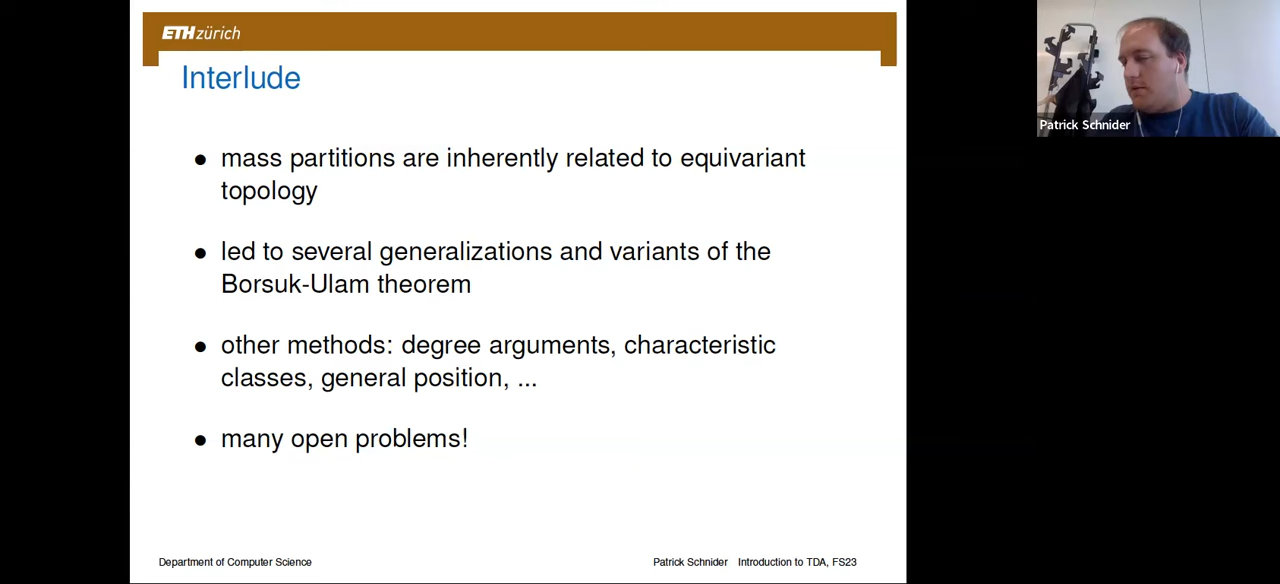 ETH zürich
Interlude
Patrick Schnider
● mass partitions are inherently related to equivariant
topology
● led to several generalizations and variants of the
Borsuk-Ulam theorem
● other methods: degree arguments, characteristic
classes, general position, ...
● many open problems!
Department of Computer Science
Patrick Schnider Introduction to TDA, FS23